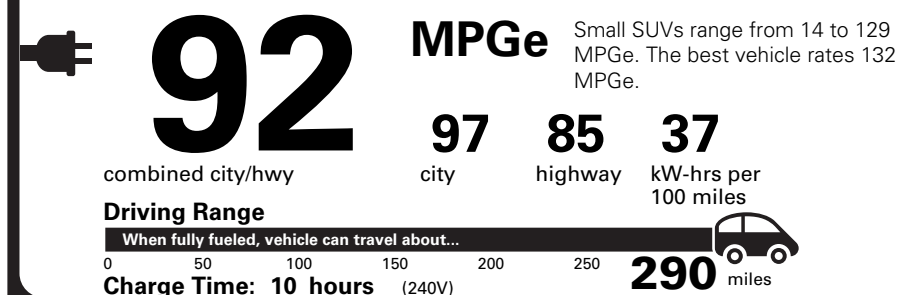 92
MPGe
Small SUVs range from 14 to 129
MPGe. The best vehicle rates 132
MPGe.
97 85 37
combined city/hwy city highway kW-hrs per
100 miles
Driving Range
When fully fueled, vehicle can travel about...
0 50 100 150 200 250 290 miles
Charge Time: 10 hours (240V)